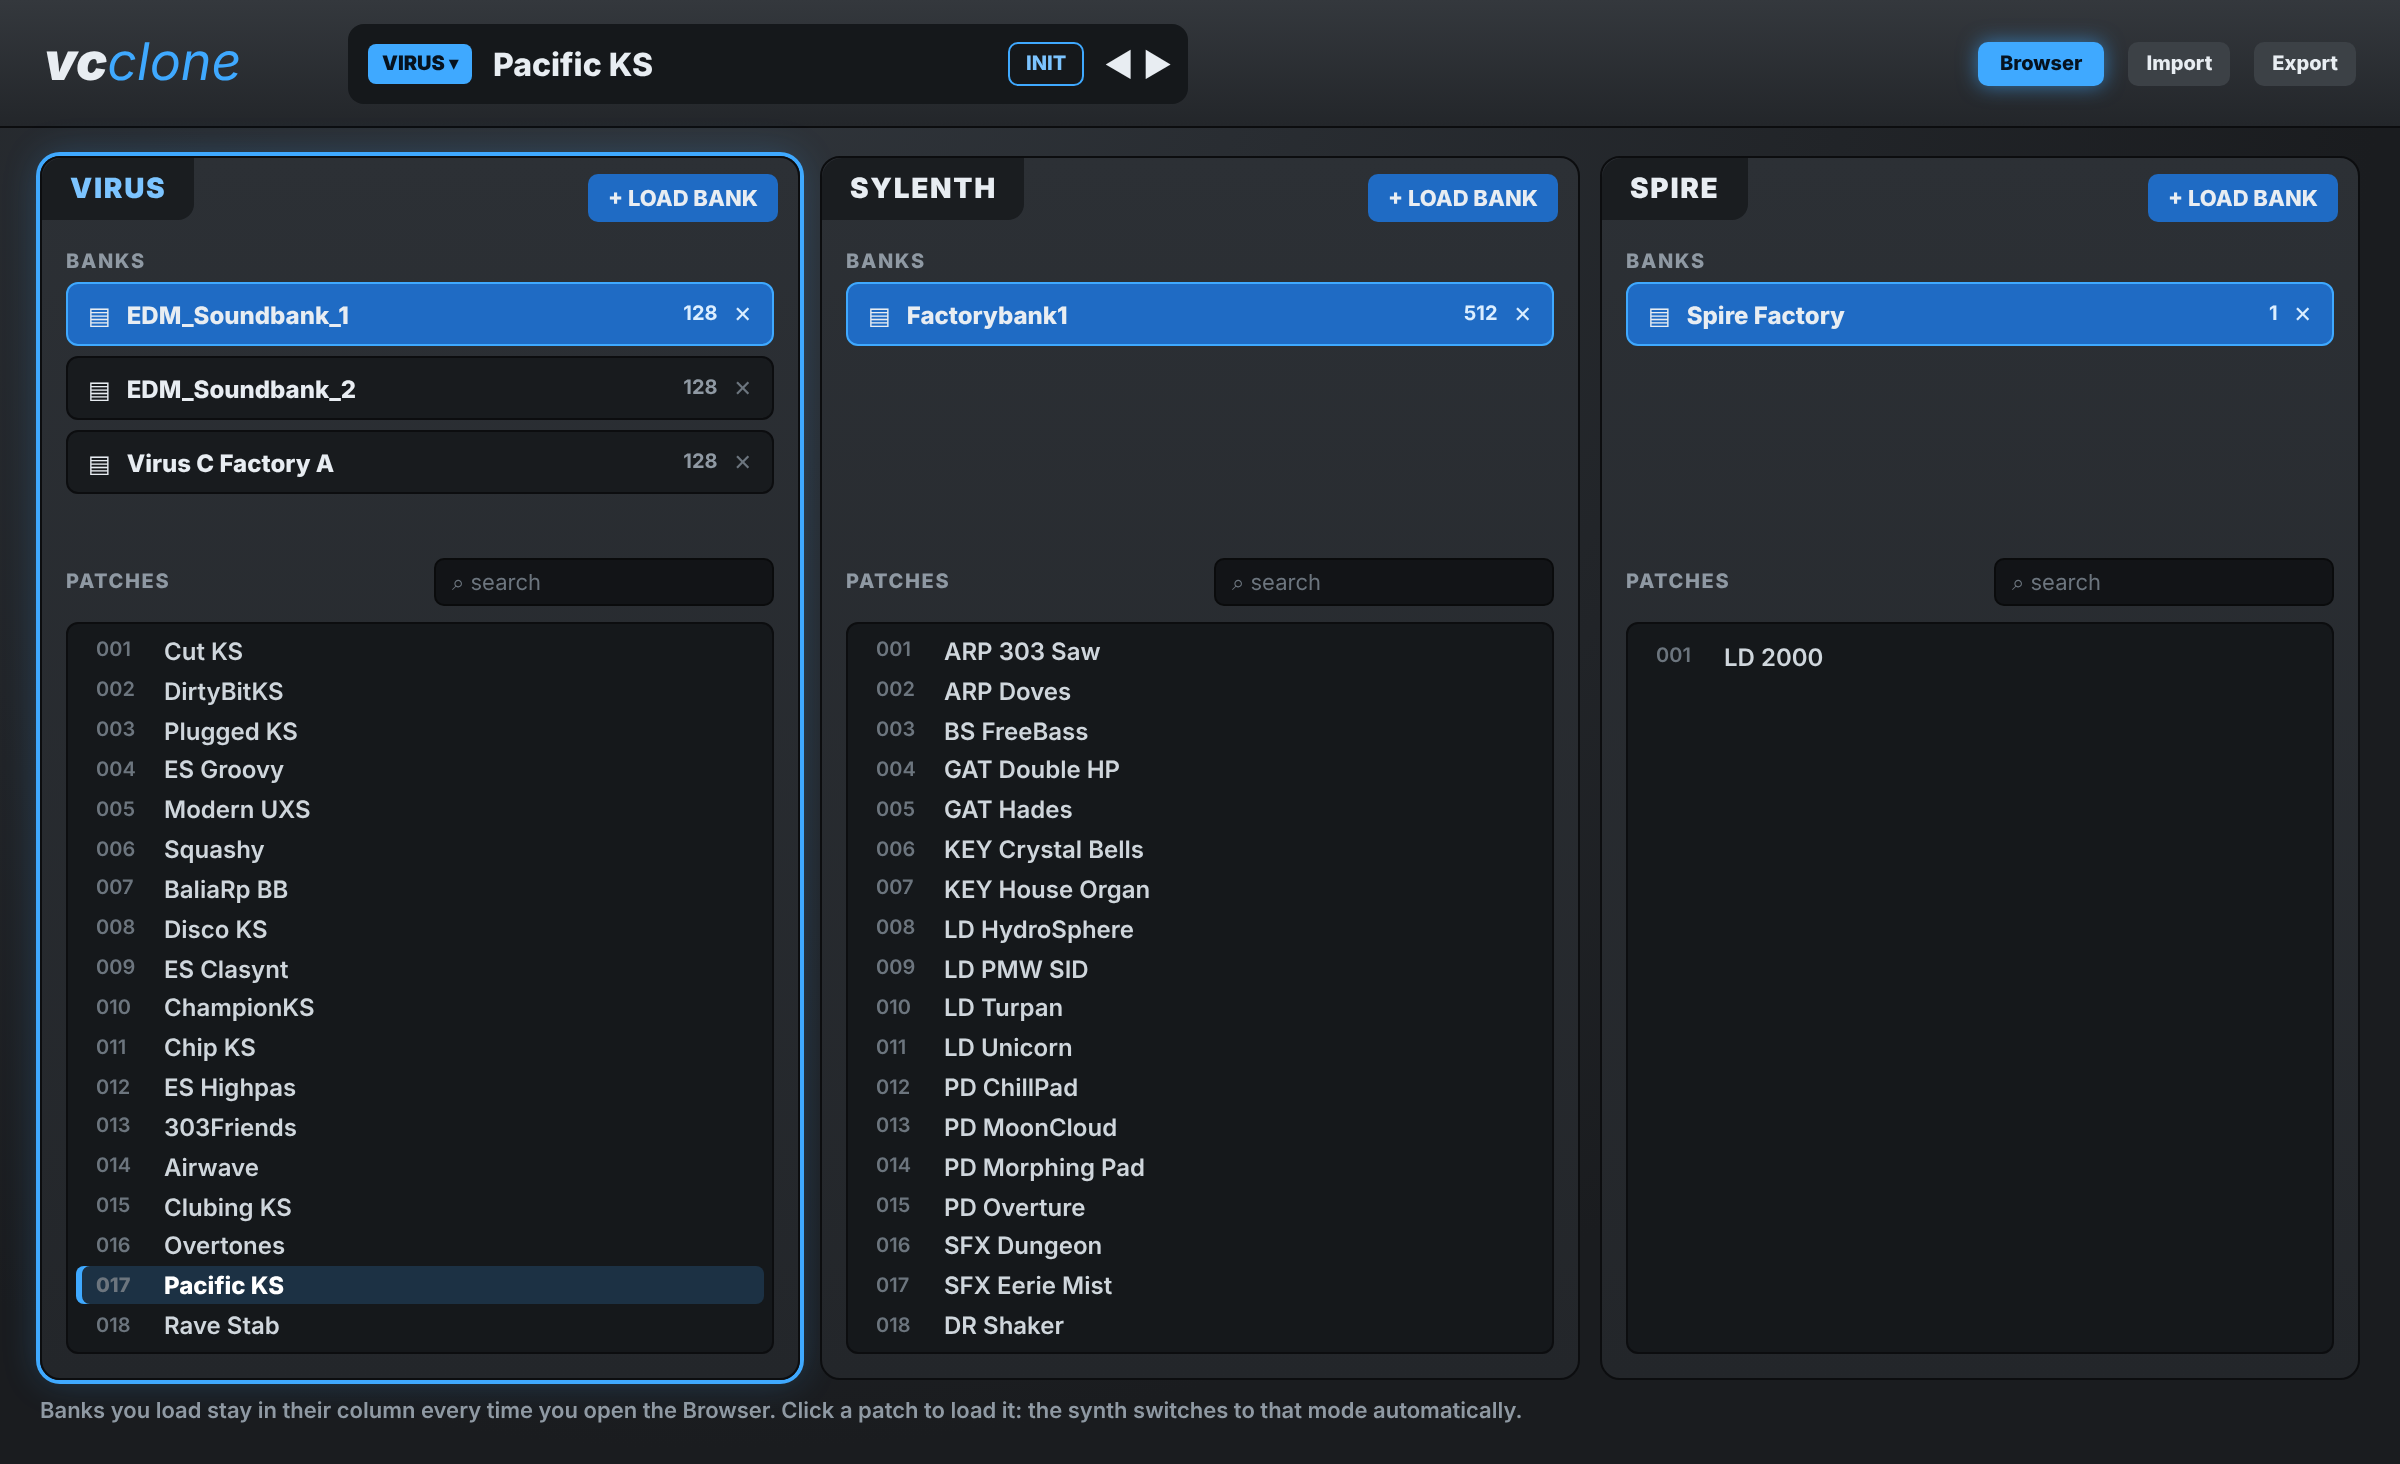 vcclone
VIRUS ▾ Pacific KS INIT ◀ ▶
Browser Import Export
VIRUS + LOAD BANK
BANKS
EDM_Soundbank_1 128 ×
EDM_Soundbank_2 128 ×
Virus C Factory A 128 ×
PATCHES search
001 Cut KS
002 DirtyBitKS
003 Plugged KS
004 ES Groovy
005 Modern UXS
006 Squashy
007 BaliaRp BB
008 Disco KS
009 ES Clasynt
010 ChampionKS
011 Chip KS
012 ES Highpas
013 303Friends
014 Airwave
015 Clubing KS
016 Overtones
017 Pacific KS
018 Rave Stab
SYLENTH + LOAD BANK
BANKS
Factorybank1 512 ×
PATCHES search
001 ARP 303 Saw
002 ARP Doves
003 BS FreeBass
004 GAT Double HP
005 GAT Hades
006 KEY Crystal Bells
007 KEY House Organ
008 LD HydroSphere
009 LD PMW SID
010 LD Turpan
011 LD Unicorn
012 PD ChillPad
013 PD MoonCloud
014 PD Morphing Pad
015 PD Overture
016 SFX Dungeon
017 SFX Eerie Mist
018 DR Shaker
SPIRE + LOAD BANK
BANKS
Spire Factory 1 ×
PATCHES search
001 LD 2000
Banks you load stay in their column every time you open the Browser. Click a patch to load it: the synth switches to that mode automatically.